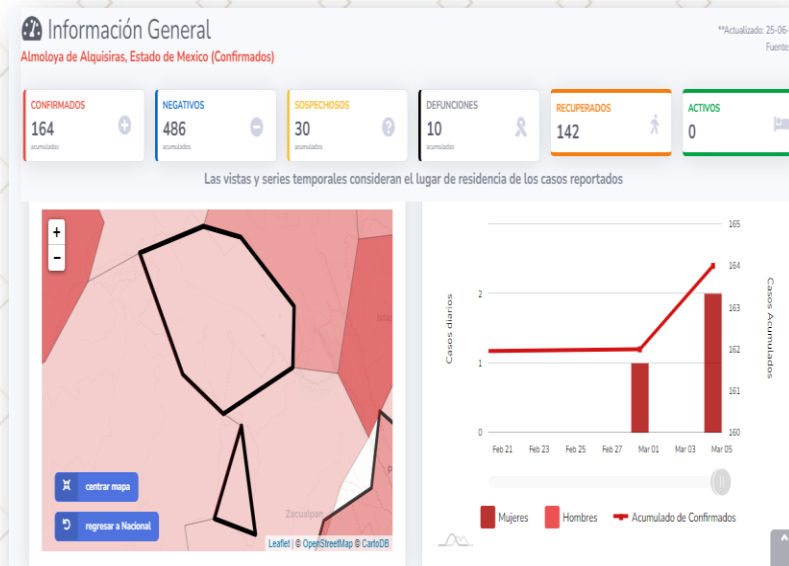 Información General
**Actualizado: 25-06-
Almoloya de Alquisiras, Estado de Mexico (Confirmados)
Fuente:
CONFIRMADOS
164
acumulados
NEGATIVOS
486
acumulados
SOSPECHOSOS
30
acumulados
DEFUNCIONES
10
acumulados
RECUPERADOS
142
ACTIVOS
0
Las vistas y series temporales consideran el lugar de residencia de los casos reportados
+
−
Zacualpan
centrar mapa
regresar a Nacional
Leaflet | © OpenStreetMap © CartoDB
Casos diarios
2
1
0
165
164
163
162
161
160
Casos Acumulados
Feb 21 Feb 23 Feb 25 Feb 27 Mar 01 Mar 03 Mar 05
Mujeres Hombres Acumulado de Confirmados